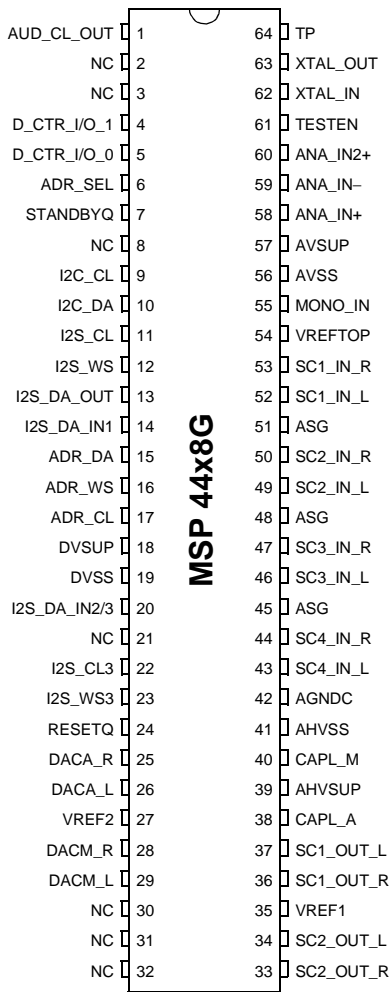 AUD_CL_OUT 1 64 TP
NC 2 63 XTAL_OUT
NC 3 62 XTAL_IN
D_CTR_I/O_1 4 61 TESTEN
D_CTR_I/O_0 5 60 ANA_IN2+
ADR_SEL 6 59 ANA_IN−
STANDBYQ 7 58 ANA_IN+
NC 8 57 AVSUP
I2C_CL 9 56 AVSS
I2C_DA 10 55 MONO_IN
I2S_CL 11 54 VREFTOP
I2S_WS 12 53 SC1_IN_R
I2S_DA_OUT 13 52 SC1_IN_L
I2S_DA_IN1 14 51 ASG
ADR_DA 15 50 SC2_IN_R
ADR_WS 16 49 SC2_IN_L
ADR_CL 17 48 ASG
DVSUP 18 47 SC3_IN_R
DVSS 19 46 SC3_IN_L
I2S_DA_IN2/3 20 45 ASG
NC 21 44 SC4_IN_R
I2S_CL3 22 43 SC4_IN_L
I2S_WS3 23 42 AGNDC
RESETQ 24 41 AHVSS
DACA_R 25 40 CAPL_M
DACA_L 26 39 AHVSUP
VREF2 27 38 CAPL_A
DACM_R 28 37 SC1_OUT_L
DACM_L 29 36 SC1_OUT_R
NC 30 35 VREF1
NC 31 34 SC2_OUT_L
NC 32 33 SC2_OUT_R
MSP 44x8G